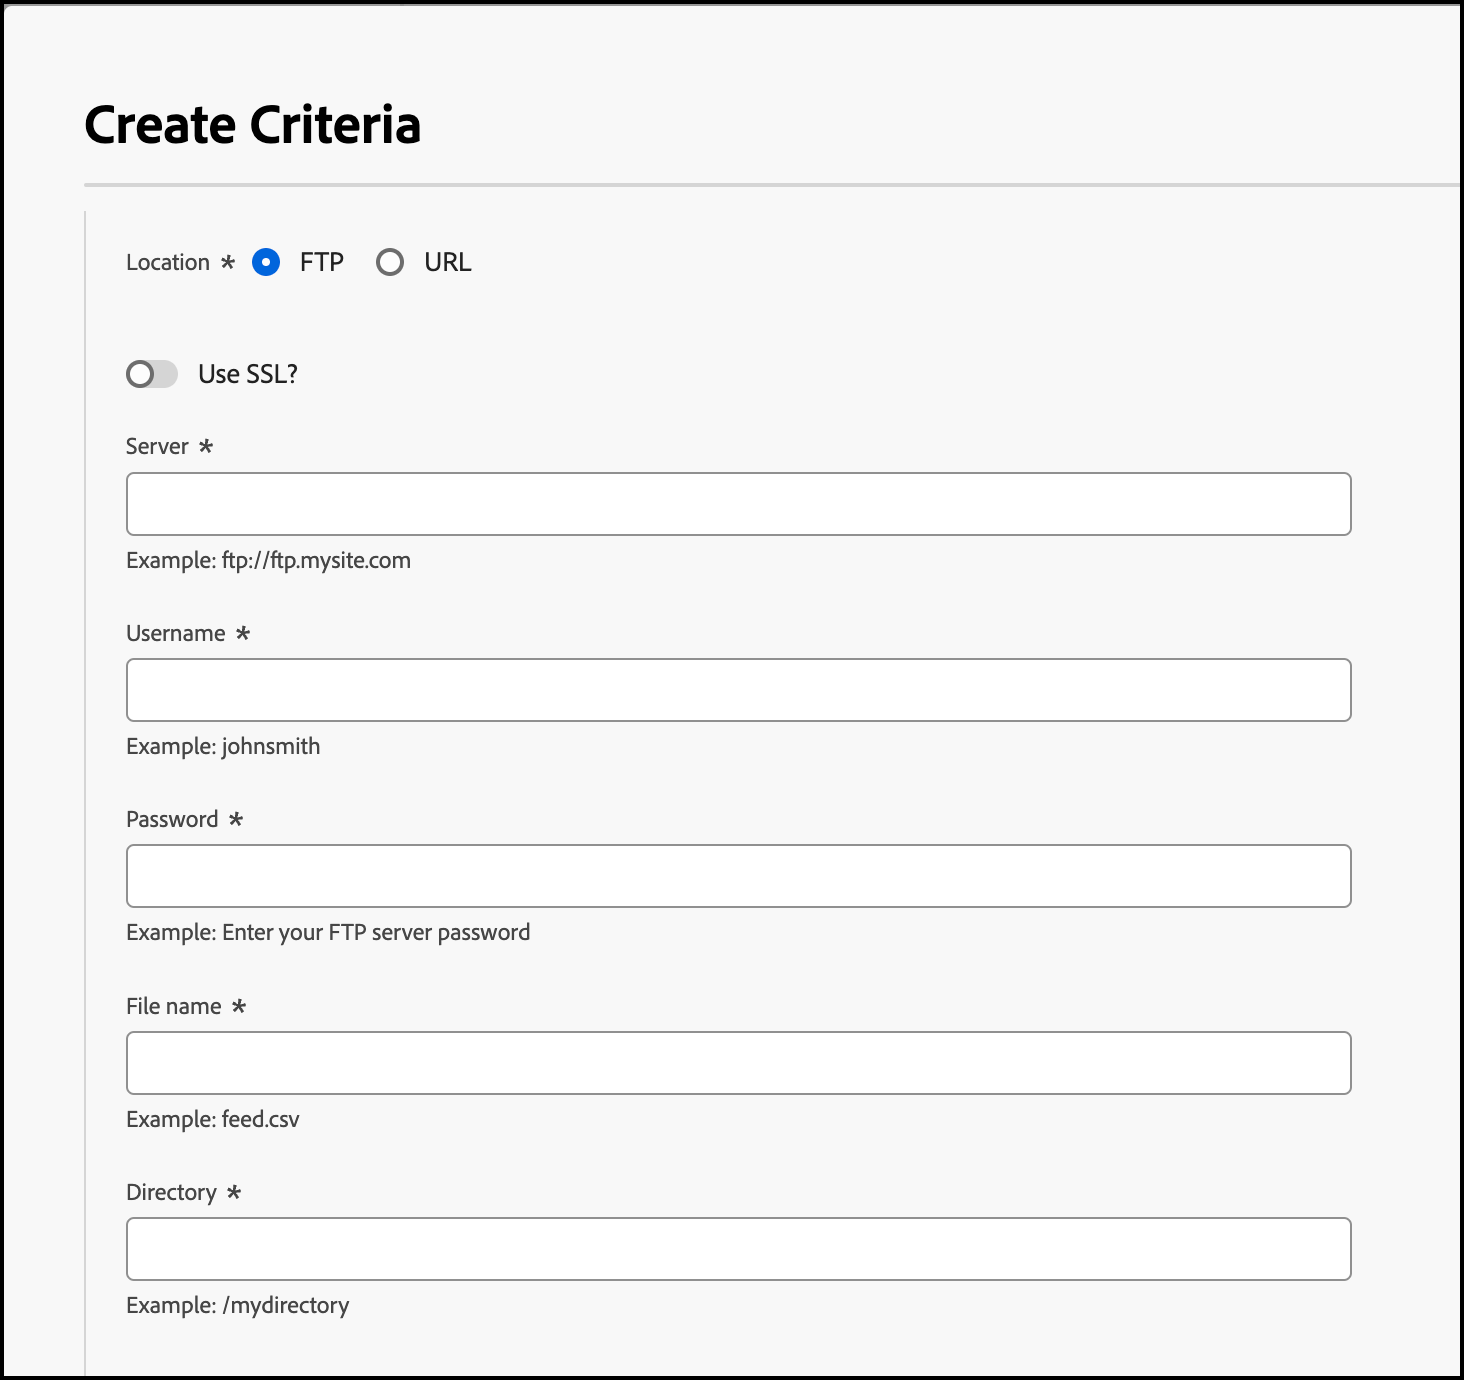 Create Criteria
Location * FTP URL
Use SSL?
Server *
Example: ftp://ftp.mysite.com
Username *
Example: johnsmith
Password *
Example: Enter your FTP server password
File name *
Example: feed.csv
Directory *
Example: /mydirectory